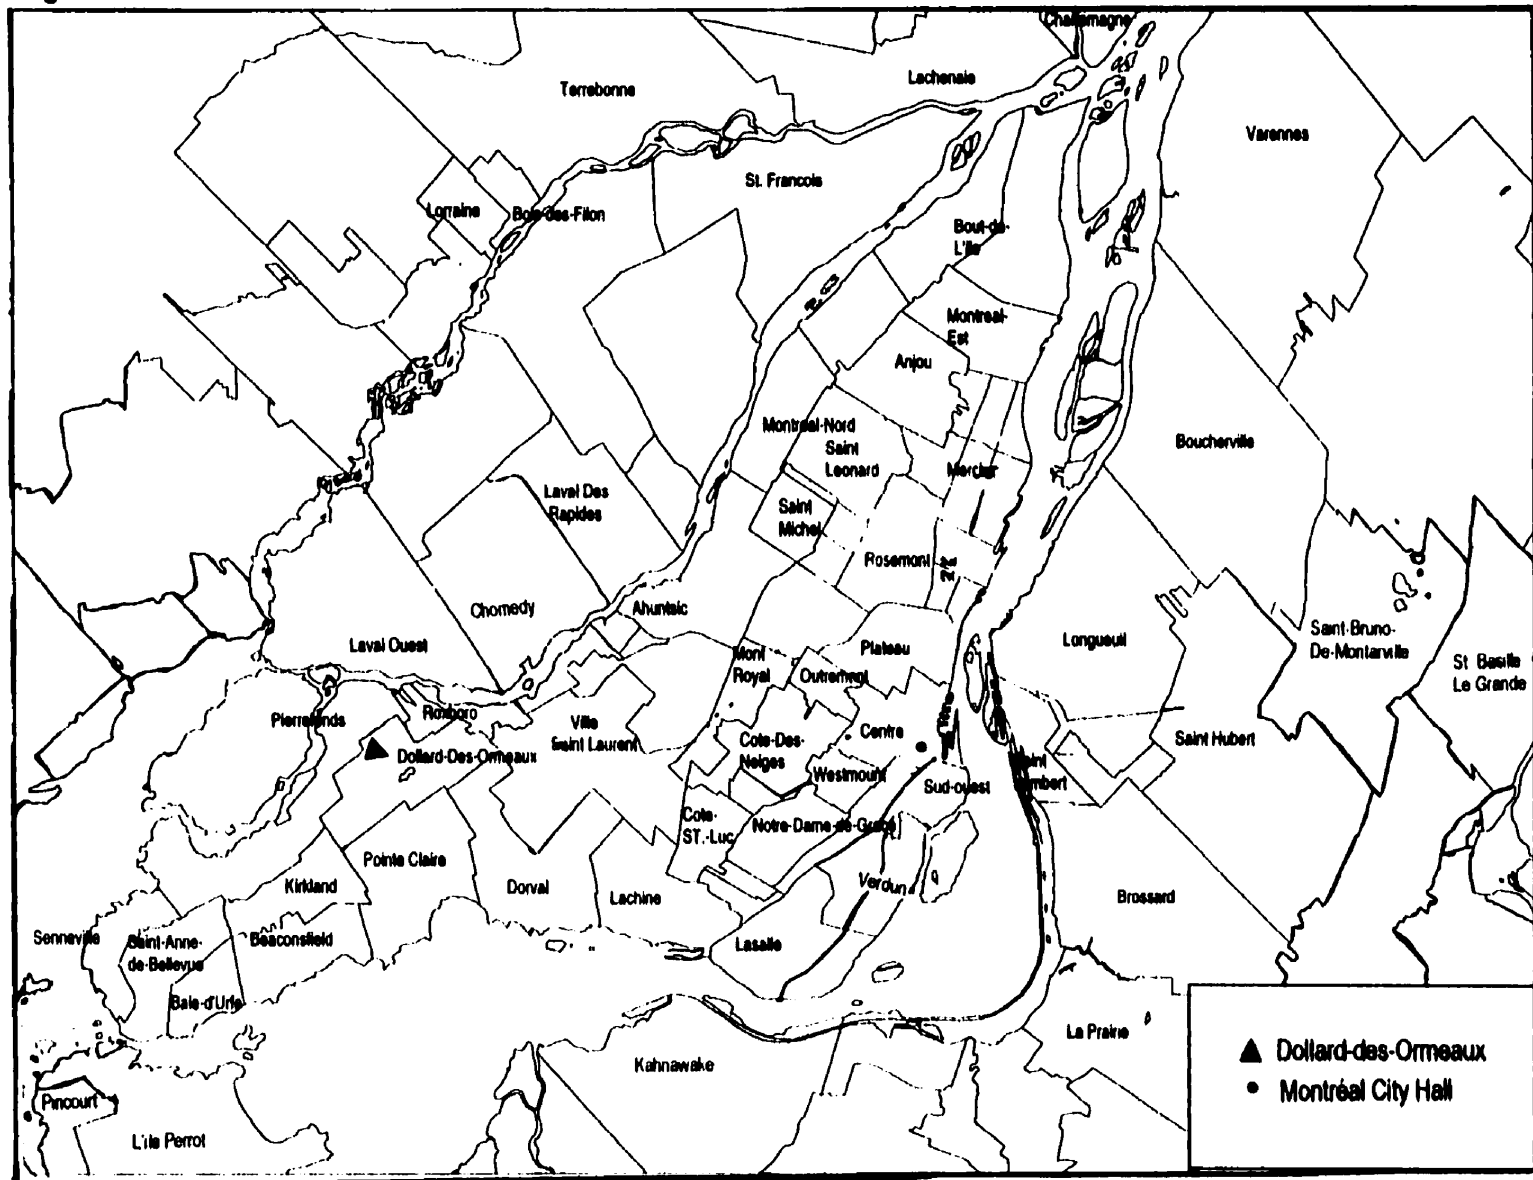 Charlemagne
Lachenaie
Terrebonne
Varennes
St. Francois
Lorraine
Bois-des-Filon
Bout-de-
L'Ile
Montreal-
Est
Anjou
Montreal-Nord
Saint
Leonard
Mercier
Boucherville
Laval Des
Rapides
Saint
Michel
Rosemont
Chomedy
Ahuntsic
Laval Ouest
Mont
Royal
Outremont
Plateau
Longueuil
Saint-Bruno-
De-Montarville
St Basille
Le Grande
Pierrefonds
Roxboro
Ville
Saint Laurent
Dollard-Des-Ormeaux
Cote-Des-
Neiges
Centre
Westmount
Sud-ouest
Saint
Lambert
Saint Hubert
Cote-
ST.-Luc
Notre-Dame-de-Grace
Pointe Claire
Kirkland
Dorval
Lachine
Verdun
Brossard
Senneville
Saint-Anne-
de-Bellevue
Beaconsfield
Lasalle
Baie-d'Urfe
La Prairie
Kahnawake
Pincourt
L'ile Perrot
Dollard-des-Ormeaux
Montréal City Hall